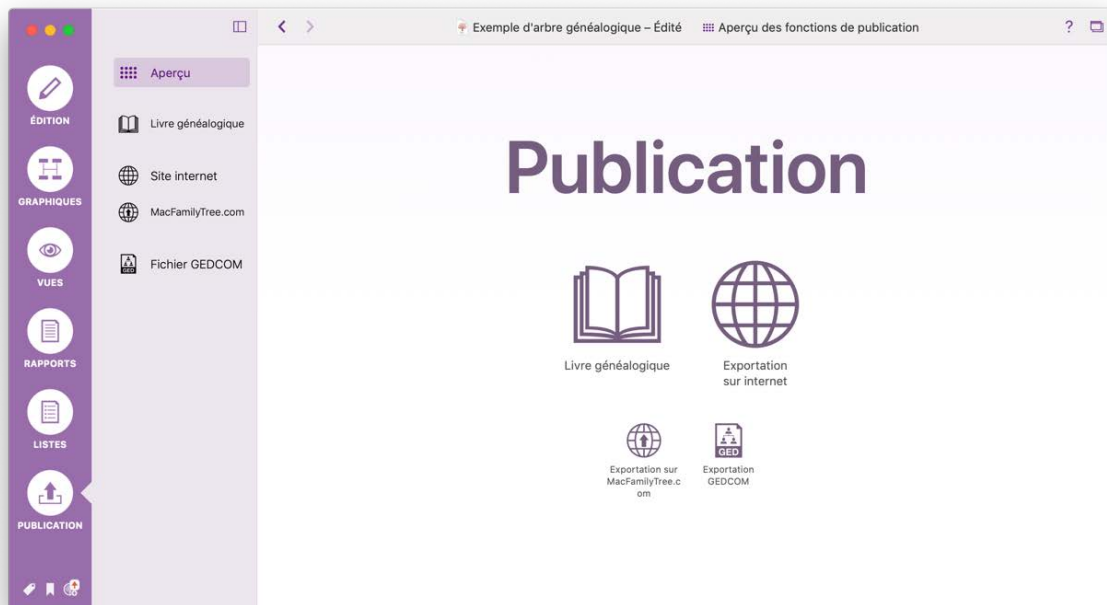 Exemple d'arbre généalogique – Édité
Aperçu des fonctions de publication
?
ÉDITION
GRAPHIQUES
VUES
RAPPORTS
LISTES
PUBLICATION
Aperçu
Livre généalogique
Site internet
MacFamilyTree.com
GED
Fichier GEDCOM
Publication
Livre généalogique
Exportation
sur internet
Exportation sur
MacFamilyTree.c
om
GED
Exportation
GEDCOM